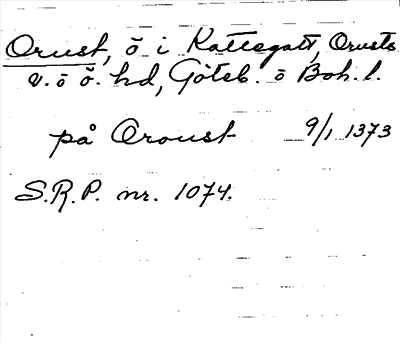 Orust, ö i Kattegatt, Orusts
v. o ö. hd, Göteb. o Boh. l.
på Oroust 9/1 1373
S.R.P. nr. 1074.